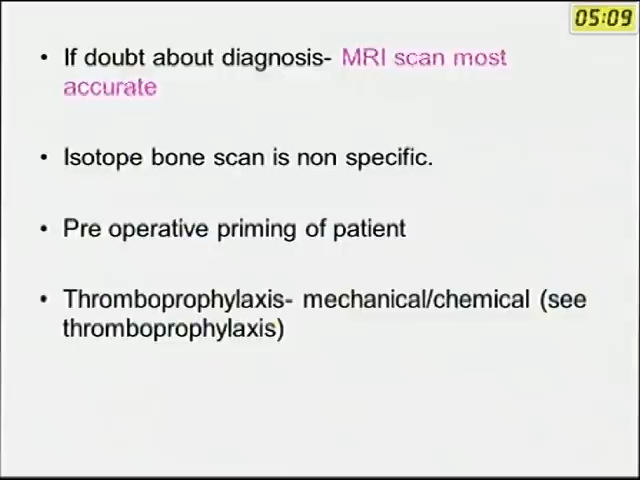 05:09
• If doubt about diagnosis- MRI scan most
accurate
• Isotope bone scan is non specific.
• Pre operative priming of patient
• Thromboprophylaxis- mechanical/chemical (see
thromboprophylaxis)